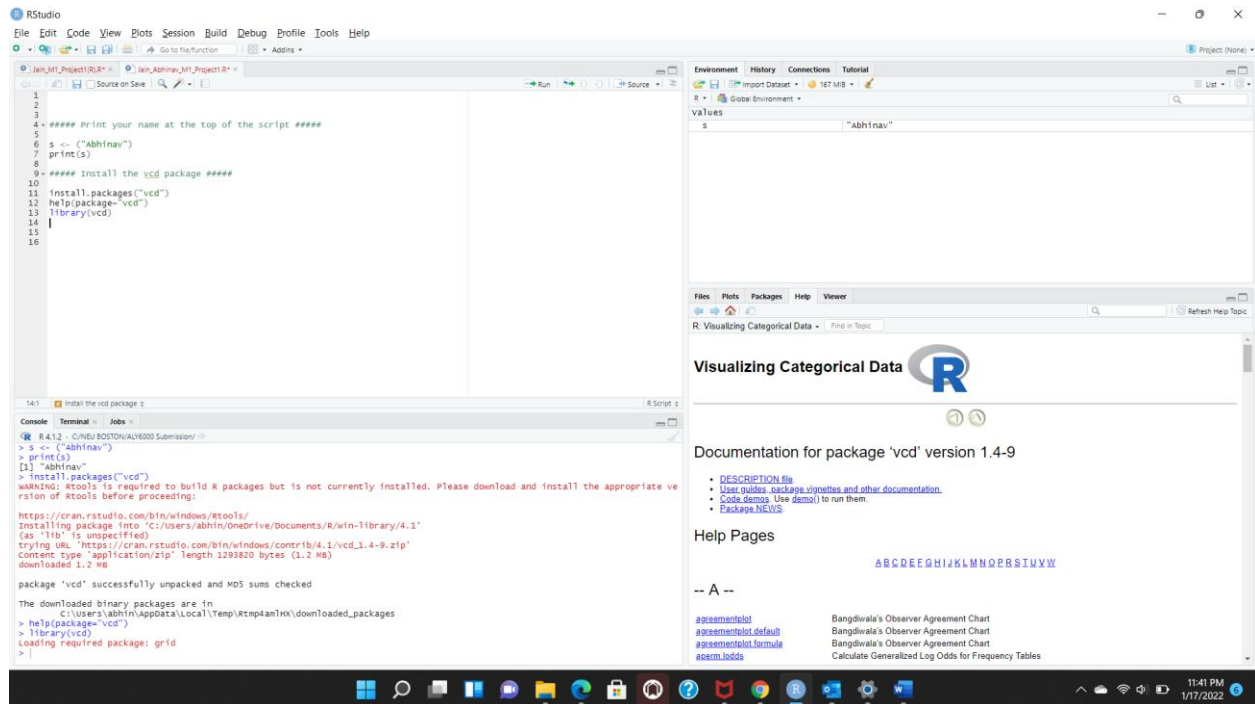 RStudio
File Edit Code View Plots Session Build Debug Profile Tools Help
Go to file/function Addins
Project: (None)
Jain_M1_Project1(R).R* Jain_Abhinav_M1_Project1.R*
Source on Save Run Source
1
2
3
4 ##### Print your name at the top of the script #####
5
6 s <- ("Abhinav")
7 print(s)
8
9 ##### Install the vcd package #####
10
11 install.packages("vcd")
12 help(package="vcd")
13 library(vcd)
14
15
16
14:1 Install the vcd package R Script
Console Terminal Jobs
R 4.1.2 · C:/NEU BOSTON/ALY6000 Submission/
> s <- ("Abhinav")
> print(s)
[1] "Abhinav"
> install.packages("vcd")
WARNING: Rtools is required to build R packages but is not currently installed. Please download and install the appropriate ve
rsion of Rtools before proceeding:
https://cran.rstudio.com/bin/windows/Rtools/
Installing package into 'C:/Users/abhin/OneDrive/Documents/R/win-library/4.1'
(as 'lib' is unspecified)
trying URL 'https://cran.rstudio.com/bin/windows/contrib/4.1/vcd_1.4-9.zip'
Content type 'application/zip' length 1293820 bytes (1.2 MB)
downloaded 1.2 MB
package 'vcd' successfully unpacked and MD5 sums checked
The downloaded binary packages are in
C:\Users\abhin\AppData\Local\Temp\Rtmp4amlHX\downloaded_packages
> help(package="vcd")
> library(vcd)
Loading required package: grid
>
Environment History Connections Tutorial
Import Dataset 167 MiB List
R Global Environment
values
s "Abhinav"
Files Plots Packages Help Viewer
Refresh Help Topic
R: Visualizing Categorical Data Find in Topic
Visualizing Categorical Data R
Documentation for package 'vcd' version 1.4-9
DESCRIPTION file.
User guides, package vignettes and other documentation.
Code demos. Use demo() to run them.
Package NEWS.
Help Pages
A B C D E F G H I J K L M N O P R S T U V W
-- A --
agreementplot Bangdiwala's Observer Agreement Chart
agreementplot.default Bangdiwala's Observer Agreement Chart
agreementplot.formula Bangdiwala's Observer Agreement Chart
aperm.lodds Calculate Generalized Log Odds for Frequency Tables
11:41 PM
1/17/2022 6